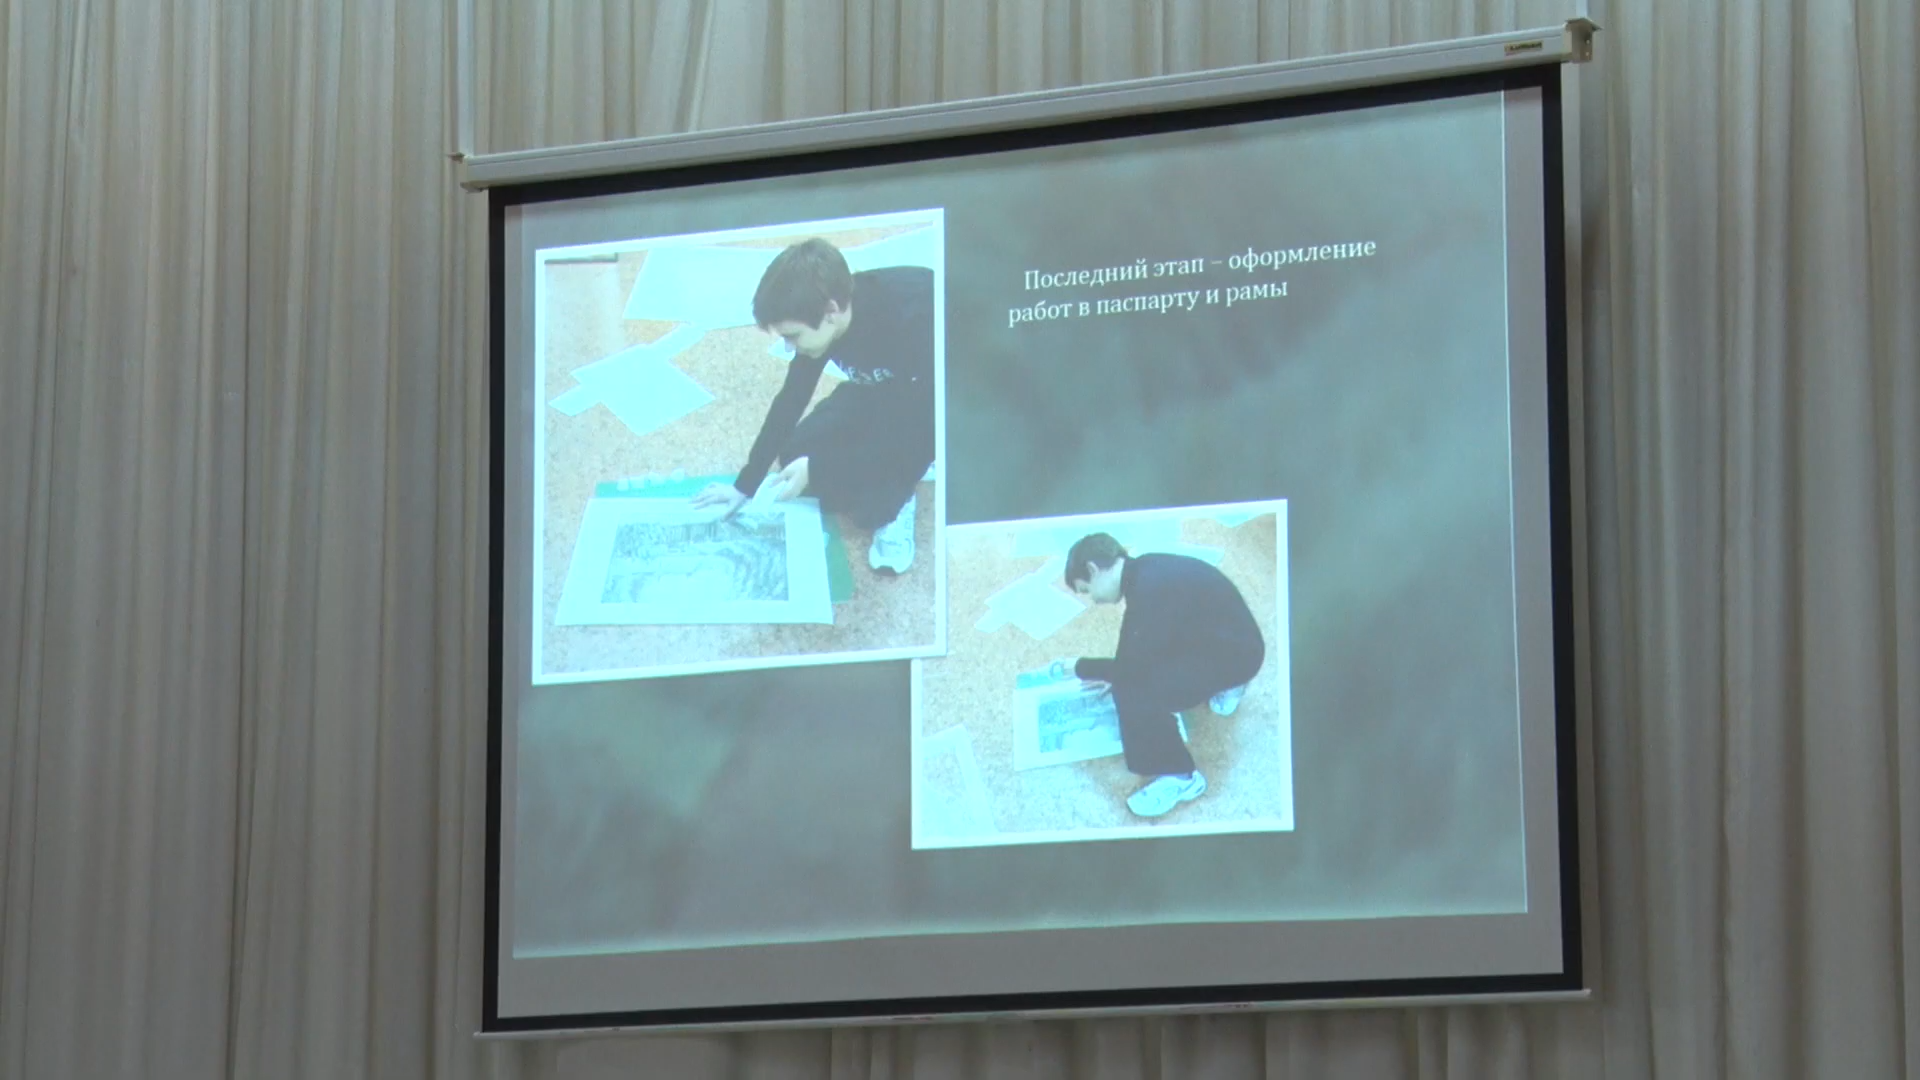 Последний этап – оформление
работ в паспарту и рамы